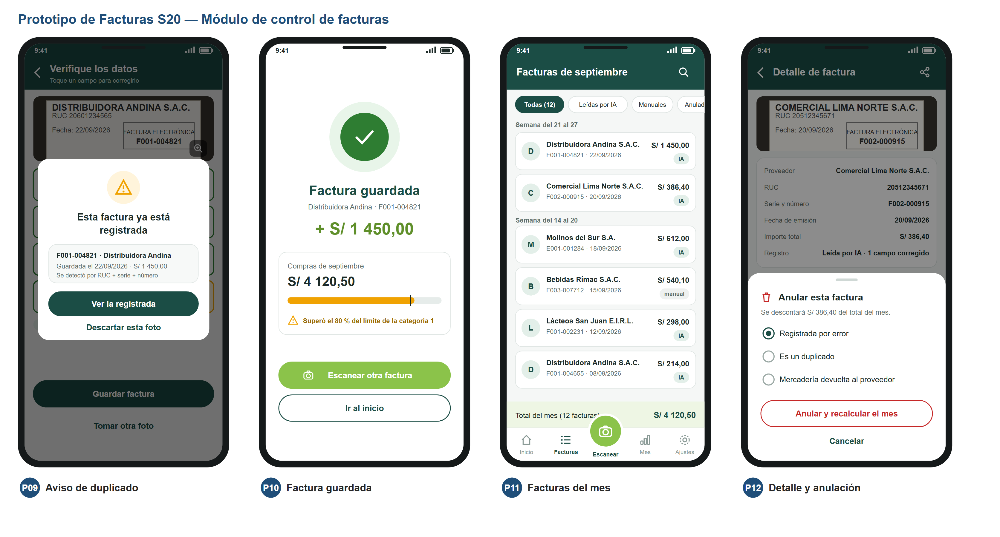 Prototipo de Facturas S20 — Módulo de control de facturas
9:41
Verifique los datos
Toque un campo para corregirlo
DISTRIBUIDORA ANDINA S.A.C.
RUC 20601234565
Fecha: 22/09/2026
FACTURA ELECTRÓNICA
F001-004821
Esta factura ya está
registrada
F001-004821 · Distribuidora Andina
Guardada el 22/09/2026 · S/ 1 450,00
Se detectó por RUC + serie + número
Ver la registrada
Descartar esta foto
Guardar factura
Tomar otra foto
P09 Aviso de duplicado
9:41
Factura guardada
Distribuidora Andina · F001-004821
+ S/ 1 450,00
Compras de septiembre
S/ 4 120,50
Superó el 80 % del límite de la categoría 1
Escanear otra factura
Ir al inicio
P10 Factura guardada
9:41
Facturas de septiembre
Todas (12) Leídas por IA Manuales Anulad
Semana del 21 al 27
D Distribuidora Andina S.A.C. S/ 1 450,00
F001-004821 · 22/09/2026 IA
C Comercial Lima Norte S.A.C. S/ 386,40
F002-000915 · 20/09/2026 IA
Semana del 14 al 20
M Molinos del Sur S.A. S/ 612,00
E001-001284 · 18/09/2026 IA
B Bebidas Rímac S.A.C. S/ 540,10
F003-007712 · 15/09/2026 manual
L Lácteos San Juan E.I.R.L. S/ 298,00
F001-002231 · 12/09/2026 IA
D Distribuidora Andina S.A.C. S/ 214,00
F001-004655 · 08/09/2026 IA
Total del mes (12 facturas) S/ 4 120,50
Inicio Facturas Escanear Mes Ajustes
P11 Facturas del mes
9:41
Detalle de factura
COMERCIAL LIMA NORTE S.A.C.
RUC 20512345671
Fecha: 20/09/2026
FACTURA ELECTRÓNICA
F002-000915
Proveedor Comercial Lima Norte S.A.C.
RUC 20512345671
Serie y número F002-000915
Fecha de emisión 20/09/2026
Importe total S/ 386,40
Registro Leída por IA · 1 campo corregido
Anular esta factura
Se descontará S/ 386,40 del total del mes.
Registrada por error
Es un duplicado
Mercadería devuelta al proveedor
Anular y recalcular el mes
Cancelar
P12 Detalle y anulación